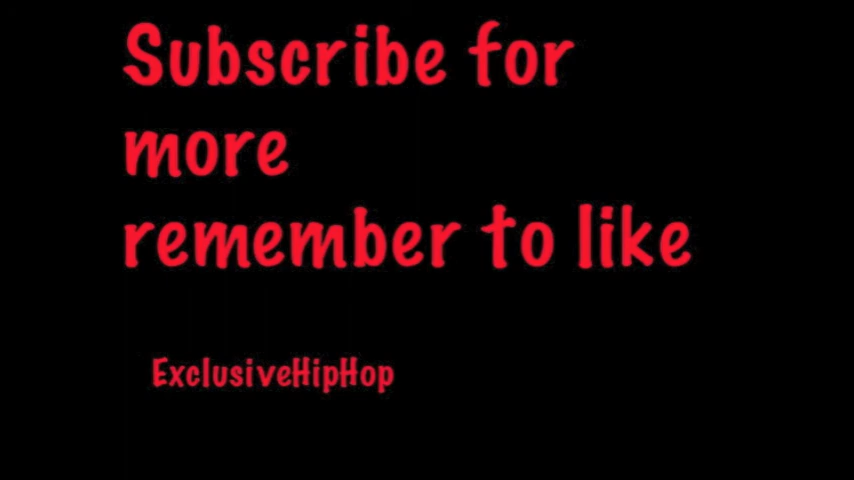 Subscribe for
more
remember to like
ExclusiveHipHop